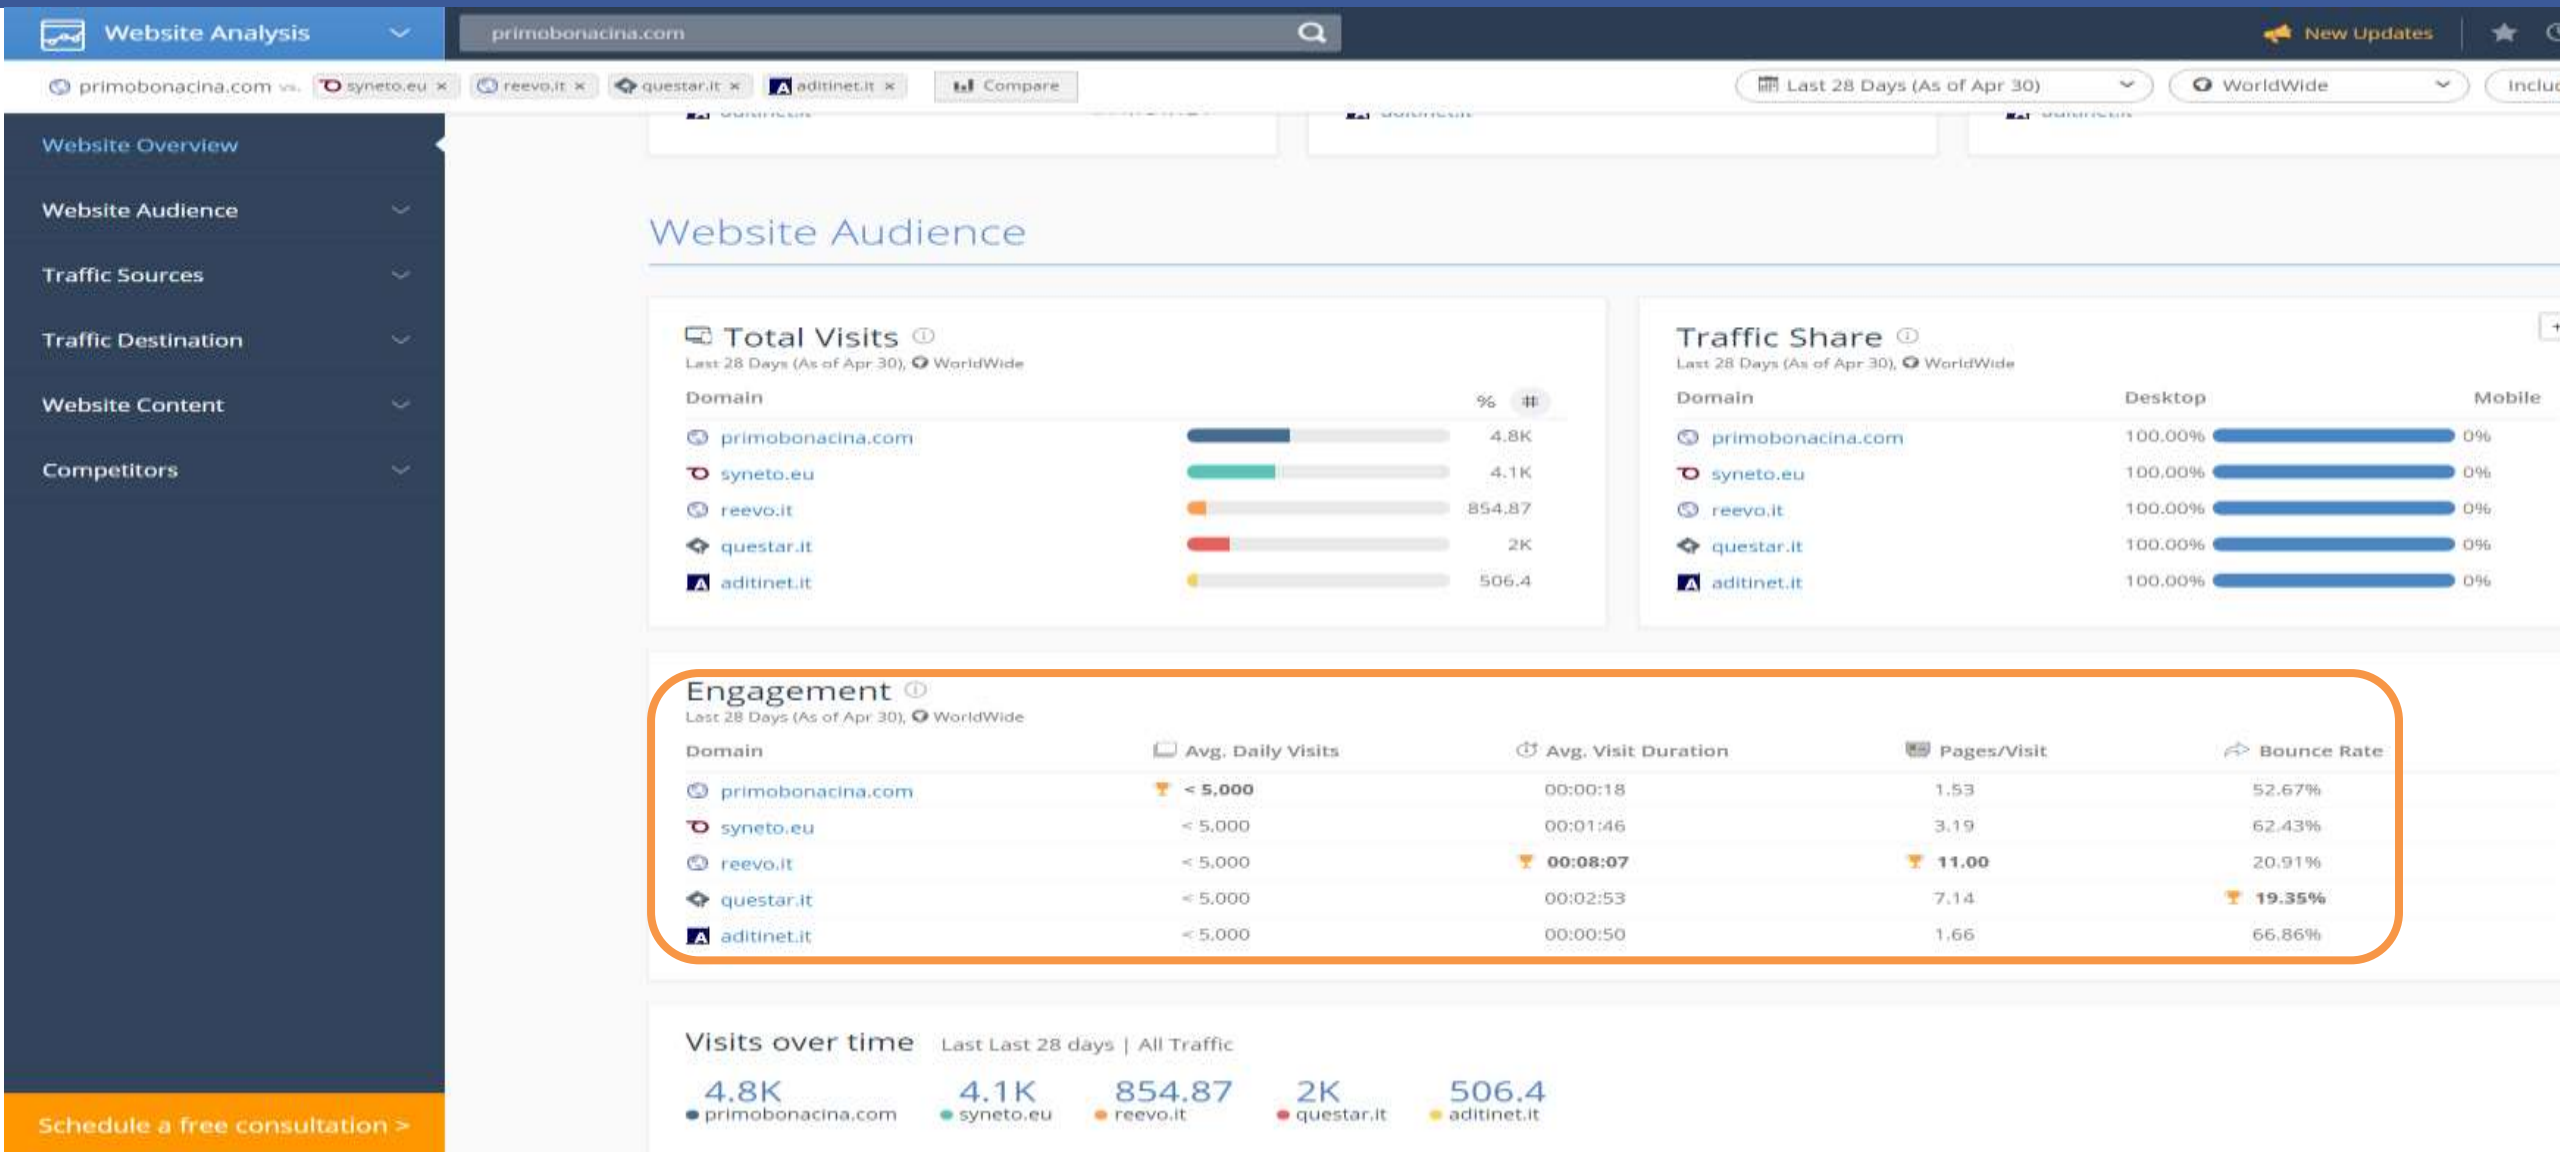 Website Analysis
primobonacina.com
New Updates
primobonacina.com vs. syneto.eu × reevo.it × questar.it × aditinet.it × Compare
Last 28 Days (As of Apr 30) WorldWide
Website Overview
Website Audience
Traffic Sources
Traffic Destination
Website Content
Competitors
Schedule a free consultation >
Website Audience
Total Visits
Last 28 Days (As of Apr 30), WorldWide
Domain % #
primobonacina.com 4.8K
syneto.eu 4.1K
reevo.it 854.87
questar.it 2K
aditinet.it 506.4
Traffic Share
Last 28 Days (As of Apr 30), WorldWide
Domain Desktop Mobile
primobonacina.com 100.00% 0%
syneto.eu 100.00% 0%
reevo.it 100.00% 0%
questar.it 100.00% 0%
aditinet.it 100.00% 0%
Engagement
Last 28 Days (As of Apr 30), WorldWide
Domain Avg. Daily Visits Avg. Visit Duration Pages/Visit Bounce Rate
primobonacina.com < 5,000 00:00:18 1.53 52.67%
syneto.eu < 5,000 00:01:46 3.19 62.43%
reevo.it < 5,000 00:08:07 11.00 20.91%
questar.it < 5,000 00:02:53 7.14 19.35%
aditinet.it < 5,000 00:00:50 1.66 66.86%
Visits over time Last Last 28 days | All Traffic
4.8K 4.1K 854.87 2K 506.4
primobonacina.com syneto.eu reevo.it questar.it aditinet.it